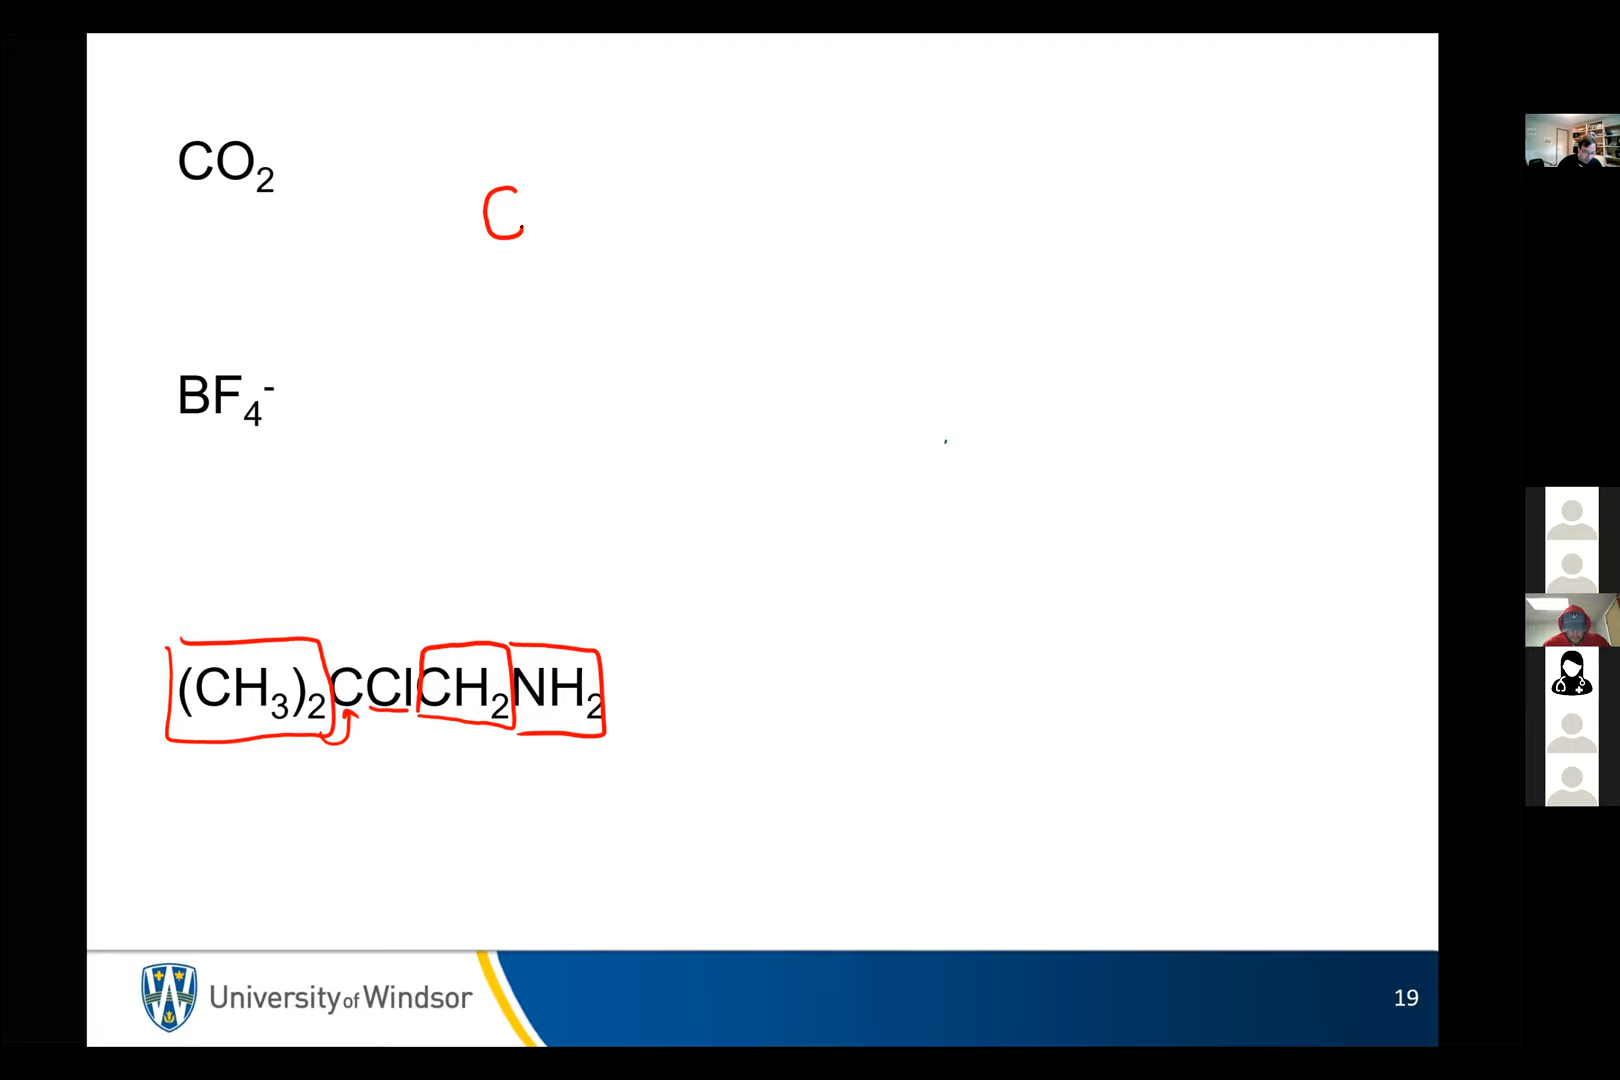 CO₂
C
BF₄⁻
(CH₃)₂CClCH₂NH₂
University of Windsor
19